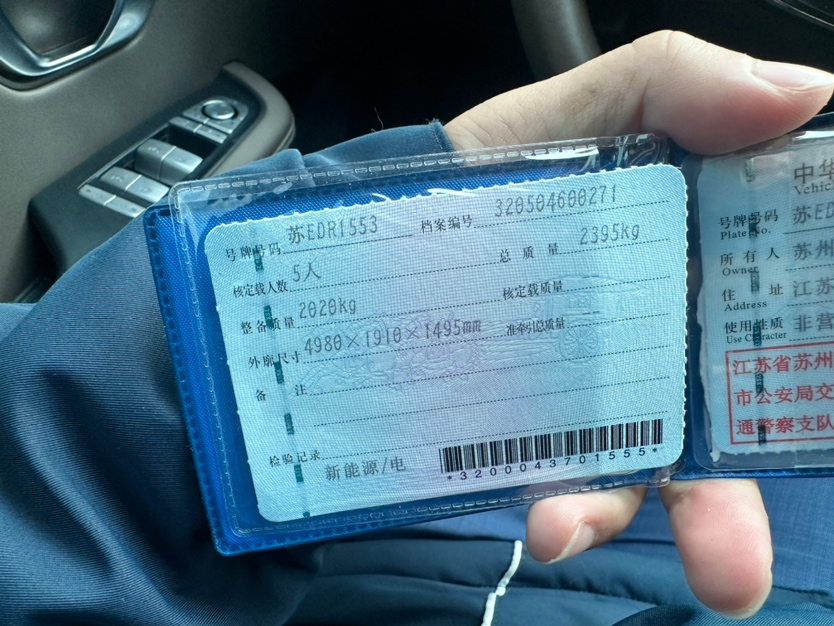 号牌号码 苏EDR1553 档案编号 320504600271
核定载人数 5人 总质量 2395kg
整备质量 2020kg 核定载质量
外廓尺寸 4980×1910×1495mm 准牵引总质量 --
备注
检验记录 新能源/电
*3200043701555*
中华
Vehic
号牌号码 苏ED
Plate No.
所有人 苏州
Owner
住址 江苏
Address
使用性质 非营
Use Character
江苏省苏州
市公安局交
通警察支队